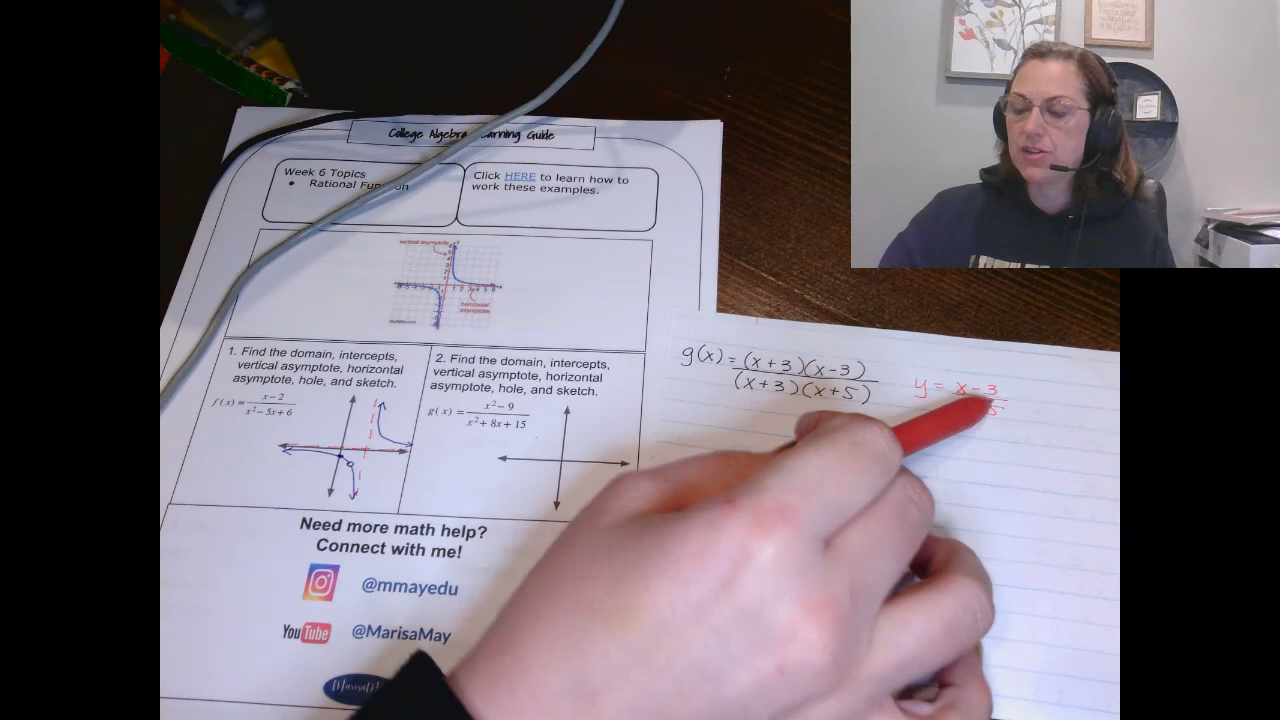 College Algebra
Guide
Week 6 Topics
• Rational
Click HERE to learn how to
work these examples.
vertical asymptote
horizontal
asymptote
1. Find the domain, intercepts,
vertical asymptote, horizontal
asymptote, hole, and sketch.
f(x) = x − 2 / x² − 5x + 6
2. Find the domain, intercepts,
vertical asymptote, horizontal
asymptote, hole, and sketch.
g(x) = x² − 9 / x² + 8x + 15
g(x) = (x + 3)(x − 3) / (x + 3)(x + 5)
y = x − 3
5
Need more math help?
Connect with me!
@mmayedu
YouTube @MarisaMay